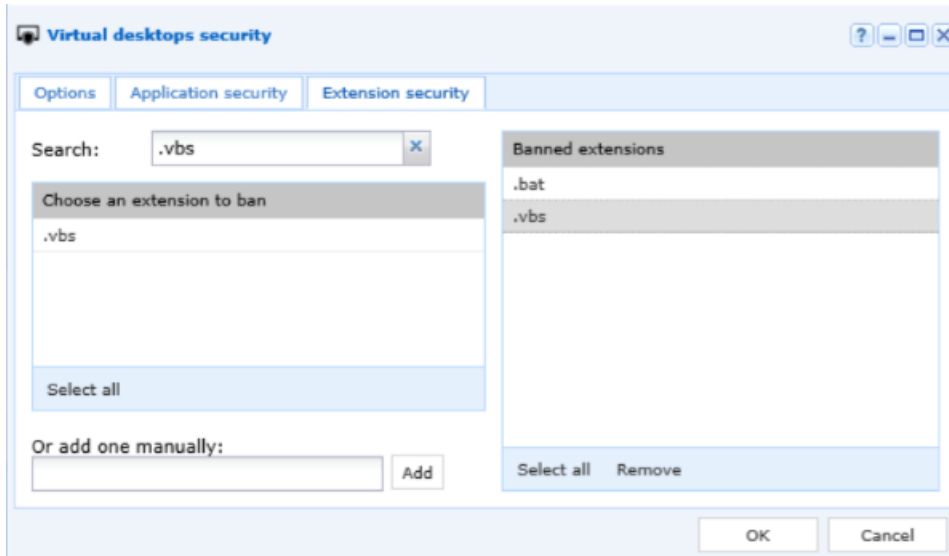 Virtual desktops security
Options Application security Extension security
Search: .vbs
Choose an extension to ban
.vbs
Select all
Or add one manually:
Add
Banned extensions
.bat
.vbs
Select all Remove
OK Cancel